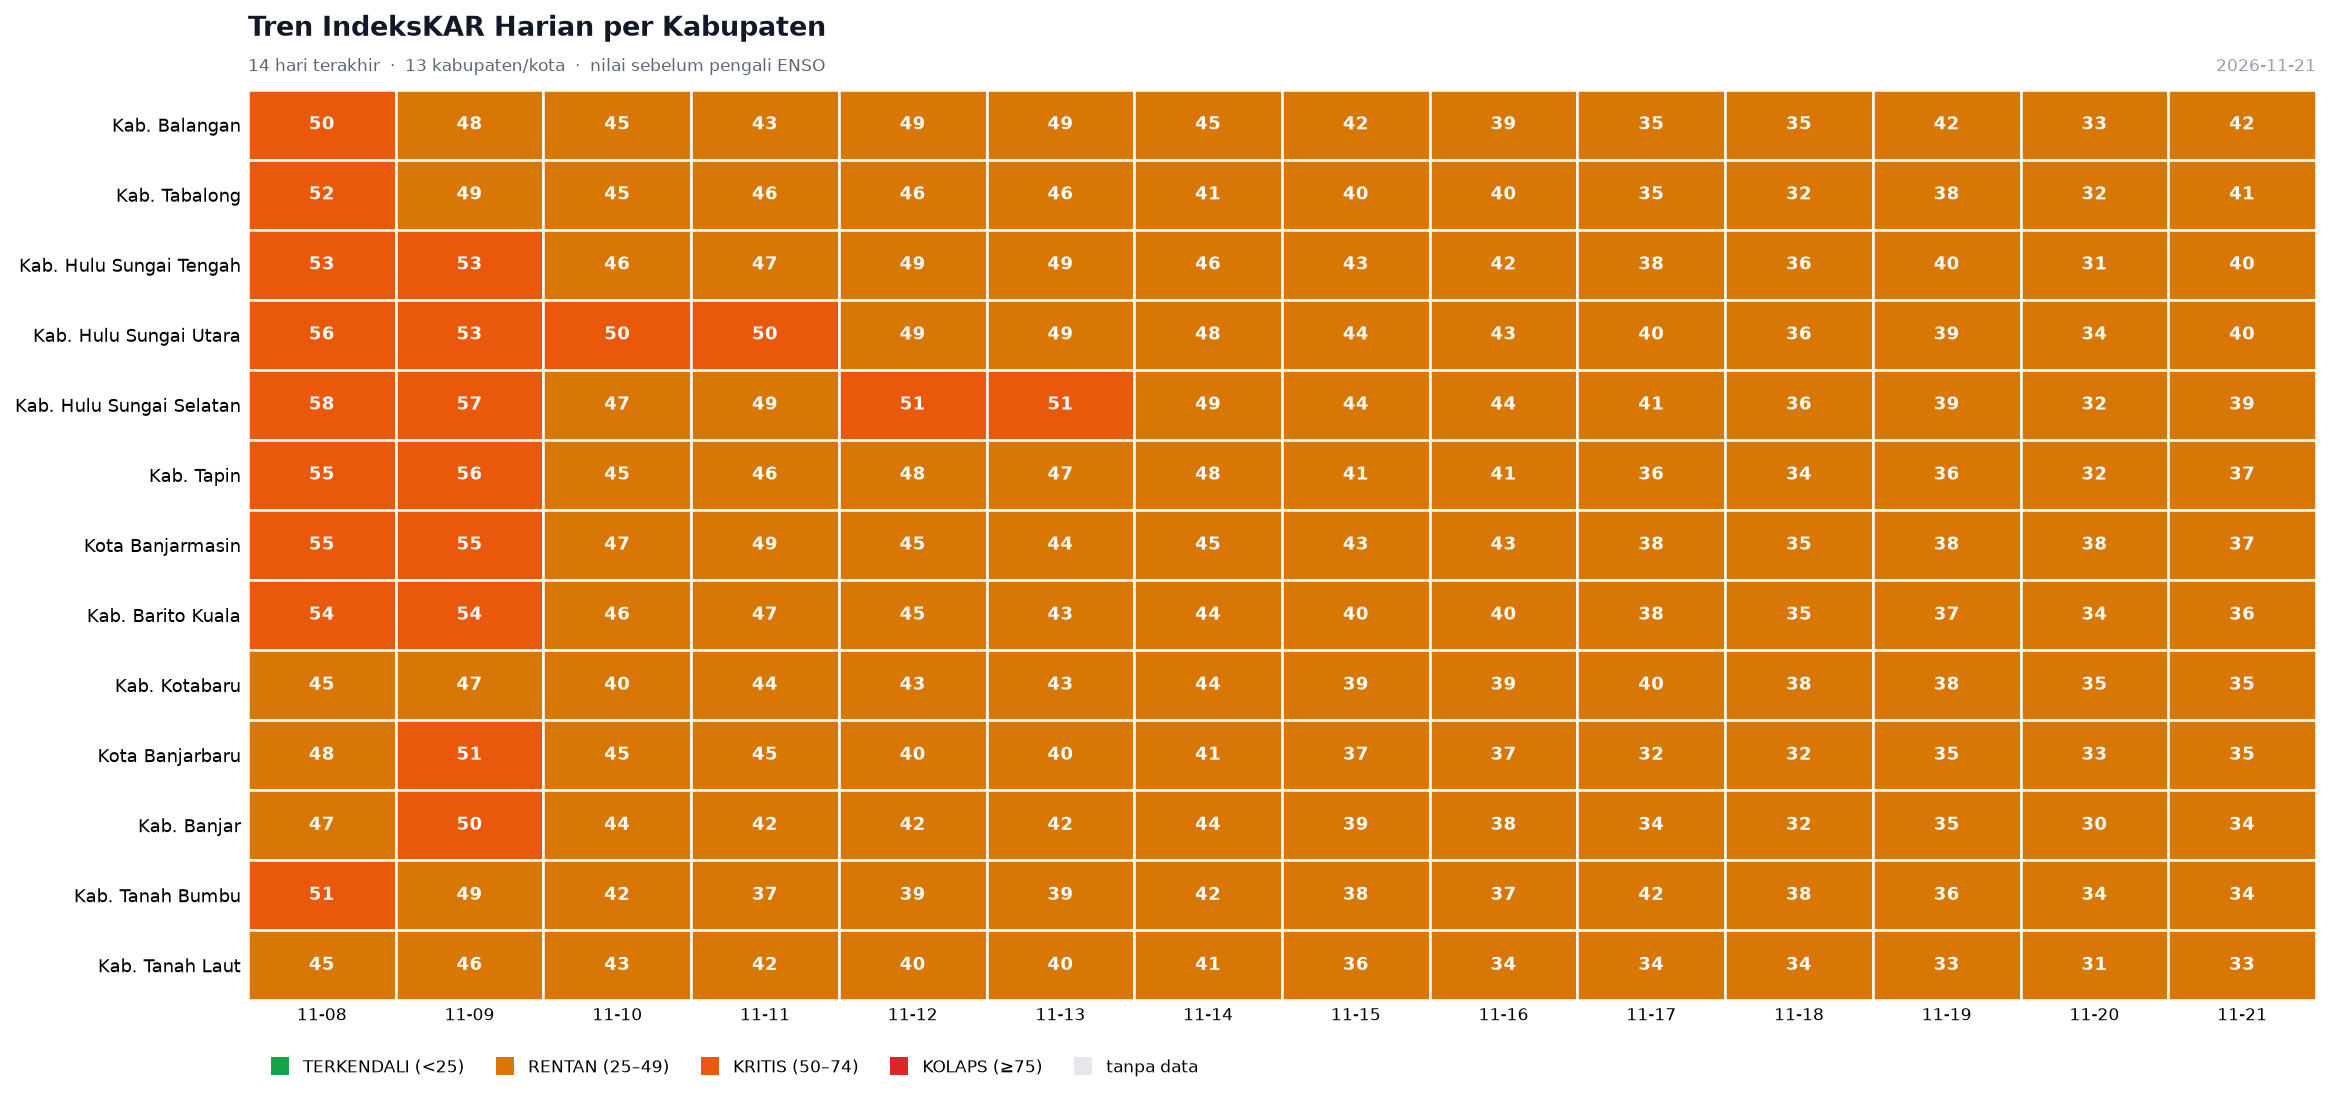 Tren IndeksKAR Harian per Kabupaten
14 hari terakhir · 13 kabupaten/kota · nilai sebelum pengali ENSO
2026-11-21
Kab. Balangan 50 48 45 43 49 49 45 42 39 35 35 42 33 42
Kab. Tabalong 52 49 45 46 46 46 41 40 40 35 32 38 32 41
Kab. Hulu Sungai Tengah 53 53 46 47 49 49 46 43 42 38 36 40 31 40
Kab. Hulu Sungai Utara 56 53 50 50 49 49 48 44 43 40 36 39 34 40
Kab. Hulu Sungai Selatan 58 57 47 49 51 51 49 44 44 41 36 39 32 39
Kab. Tapin 55 56 45 46 48 47 48 41 41 36 34 36 32 37
Kota Banjarmasin 55 55 47 49 45 44 45 43 43 38 35 38 38 37
Kab. Barito Kuala 54 54 46 47 45 43 44 40 40 38 35 37 34 36
Kab. Kotabaru 45 47 40 44 43 43 44 39 39 40 38 38 35 35
Kota Banjarbaru 48 51 45 45 40 40 41 37 37 32 32 35 33 35
Kab. Banjar 47 50 44 42 42 42 44 39 38 34 32 35 30 34
Kab. Tanah Bumbu 51 49 42 37 39 39 42 38 37 42 38 36 34 34
Kab. Tanah Laut 45 46 43 42 40 40 41 36 34 34 34 33 31 33
11-08 11-09 11-10 11-11 11-12 11-13 11-14 11-15 11-16 11-17 11-18 11-19 11-20 11-21
TERKENDALI (<25) RENTAN (25–49) KRITIS (50–74) KOLAPS (≥75) tanpa data